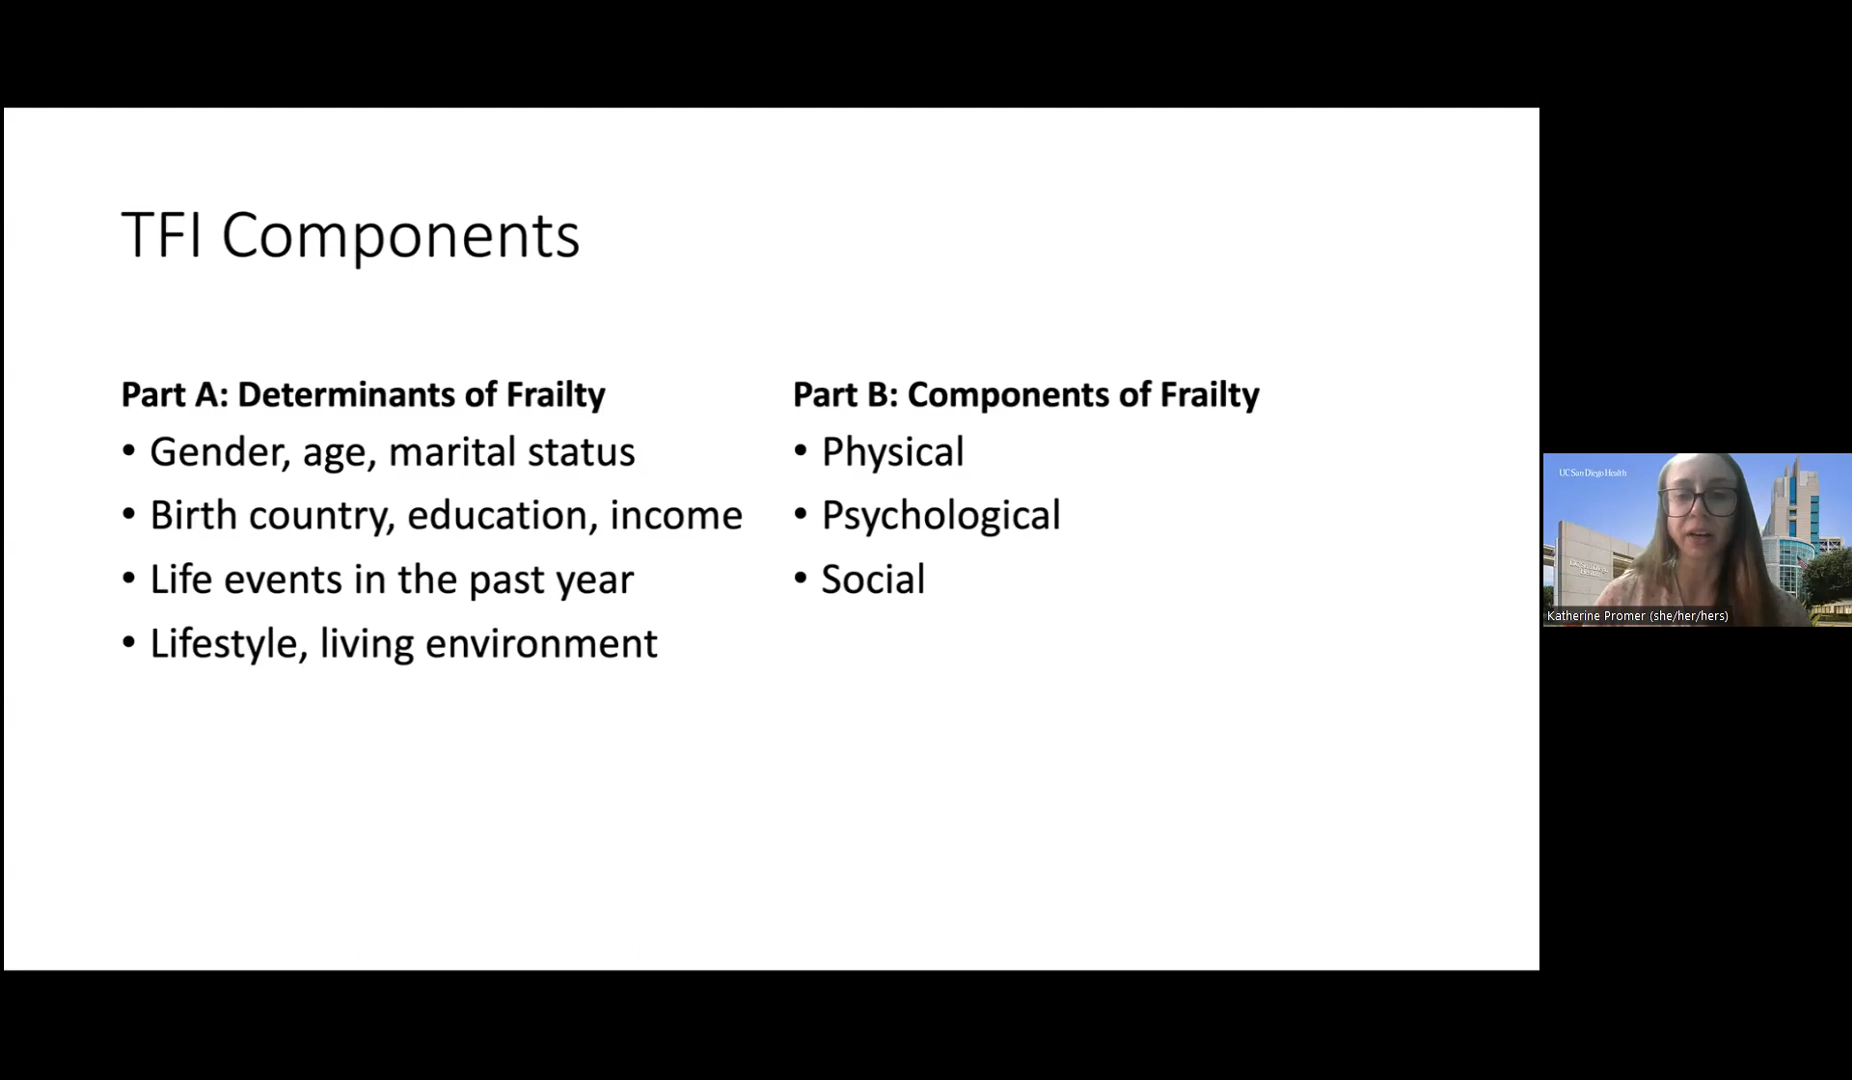 TFI Components
Part A: Determinants of Frailty
• Gender, age, marital status
• Birth country, education, income
• Life events in the past year
• Lifestyle, living environment
Part B: Components of Frailty
• Physical
• Psychological
• Social
UC San Diego Health
Katherine Promer (she/her/hers)